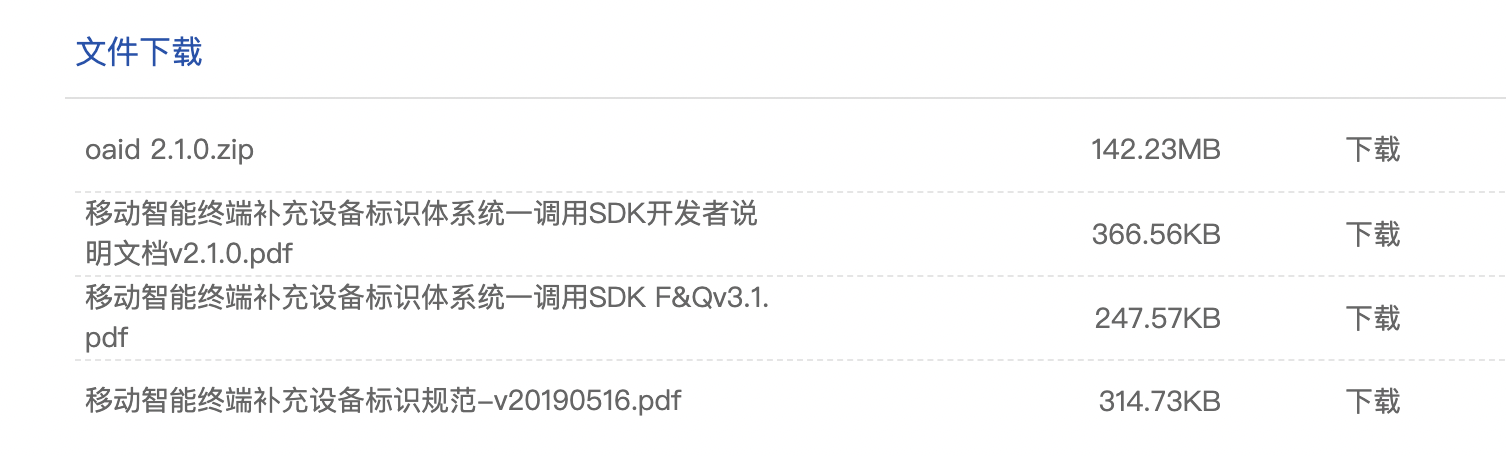 文件下载
oaid 2.1.0.zip 142.23MB 下载
移动智能终端补充设备标识体系统一调用SDK开发者说
明文档v2.1.0.pdf 366.56KB 下载
移动智能终端补充设备标识体系统一调用SDK F&Qv3.1.
pdf 247.57KB 下载
移动智能终端补充设备标识规范-v20190516.pdf 314.73KB 下载